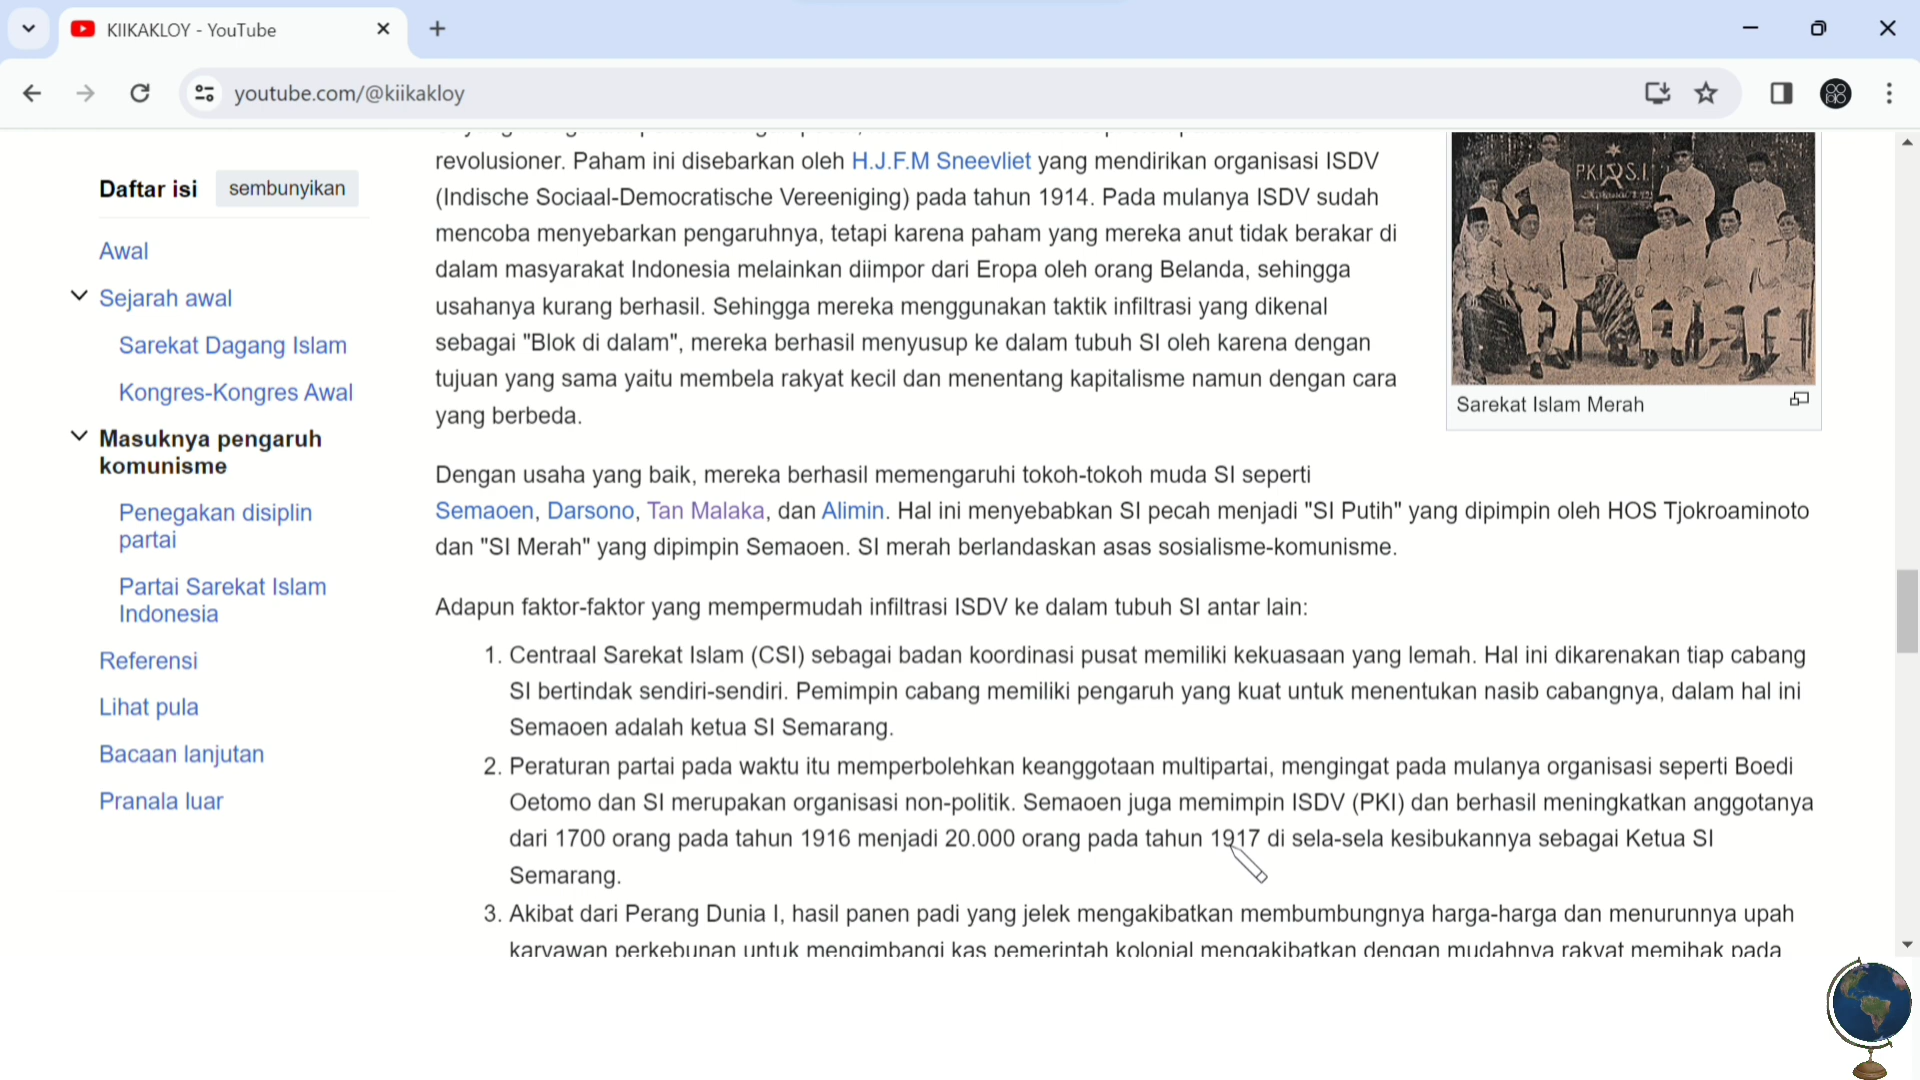 KIIKAKLOY - YouTube
youtube.com/@kiikakloy
Daftar isi sembunyikan
Awal
Sejarah awal
Sarekat Dagang Islam
Kongres-Kongres Awal
Masuknya pengaruh
komunisme
Penegakan disiplin
partai
Partai Sarekat Islam
Indonesia
Referensi
Lihat pula
Bacaan lanjutan
Pranala luar
revolusioner. Paham ini disebarkan oleh H.J.F.M Sneevliet yang mendirikan organisasi ISDV
(Indische Sociaal-Democratische Vereeniging) pada tahun 1914. Pada mulanya ISDV sudah
mencoba menyebarkan pengaruhnya, tetapi karena paham yang mereka anut tidak berakar di
dalam masyarakat Indonesia melainkan diimpor dari Eropa oleh orang Belanda, sehingga
usahanya kurang berhasil. Sehingga mereka menggunakan taktik infiltrasi yang dikenal
sebagai "Blok di dalam", mereka berhasil menyusup ke dalam tubuh SI oleh karena dengan
tujuan yang sama yaitu membela rakyat kecil dan menentang kapitalisme namun dengan cara
yang berbeda.
PKI S.I
Sarekat Islam Merah
Dengan usaha yang baik, mereka berhasil memengaruhi tokoh-tokoh muda SI seperti
Semaoen, Darsono, Tan Malaka, dan Alimin. Hal ini menyebabkan SI pecah menjadi "SI Putih" yang dipimpin oleh HOS Tjokroaminoto
dan "SI Merah" yang dipimpin Semaoen. SI merah berlandaskan asas sosialisme-komunisme.
Adapun faktor-faktor yang mempermudah infiltrasi ISDV ke dalam tubuh SI antar lain:
1. Centraal Sarekat Islam (CSI) sebagai badan koordinasi pusat memiliki kekuasaan yang lemah. Hal ini dikarenakan tiap cabang
SI bertindak sendiri-sendiri. Pemimpin cabang memiliki pengaruh yang kuat untuk menentukan nasib cabangnya, dalam hal ini
Semaoen adalah ketua SI Semarang.
2. Peraturan partai pada waktu itu memperbolehkan keanggotaan multipartai, mengingat pada mulanya organisasi seperti Boedi
Oetomo dan SI merupakan organisasi non-politik. Semaoen juga memimpin ISDV (PKI) dan berhasil meningkatkan anggotanya
dari 1700 orang pada tahun 1916 menjadi 20.000 orang pada tahun 1917 di sela-sela kesibukannya sebagai Ketua SI
Semarang.
3. Akibat dari Perang Dunia I, hasil panen padi yang jelek mengakibatkan membumbungnya harga-harga dan menurunnya upah
karyawan perkebunan untuk mengimbangi kas pemerintah kolonial mengakibatkan dengan mudahnya rakyat memihak pada